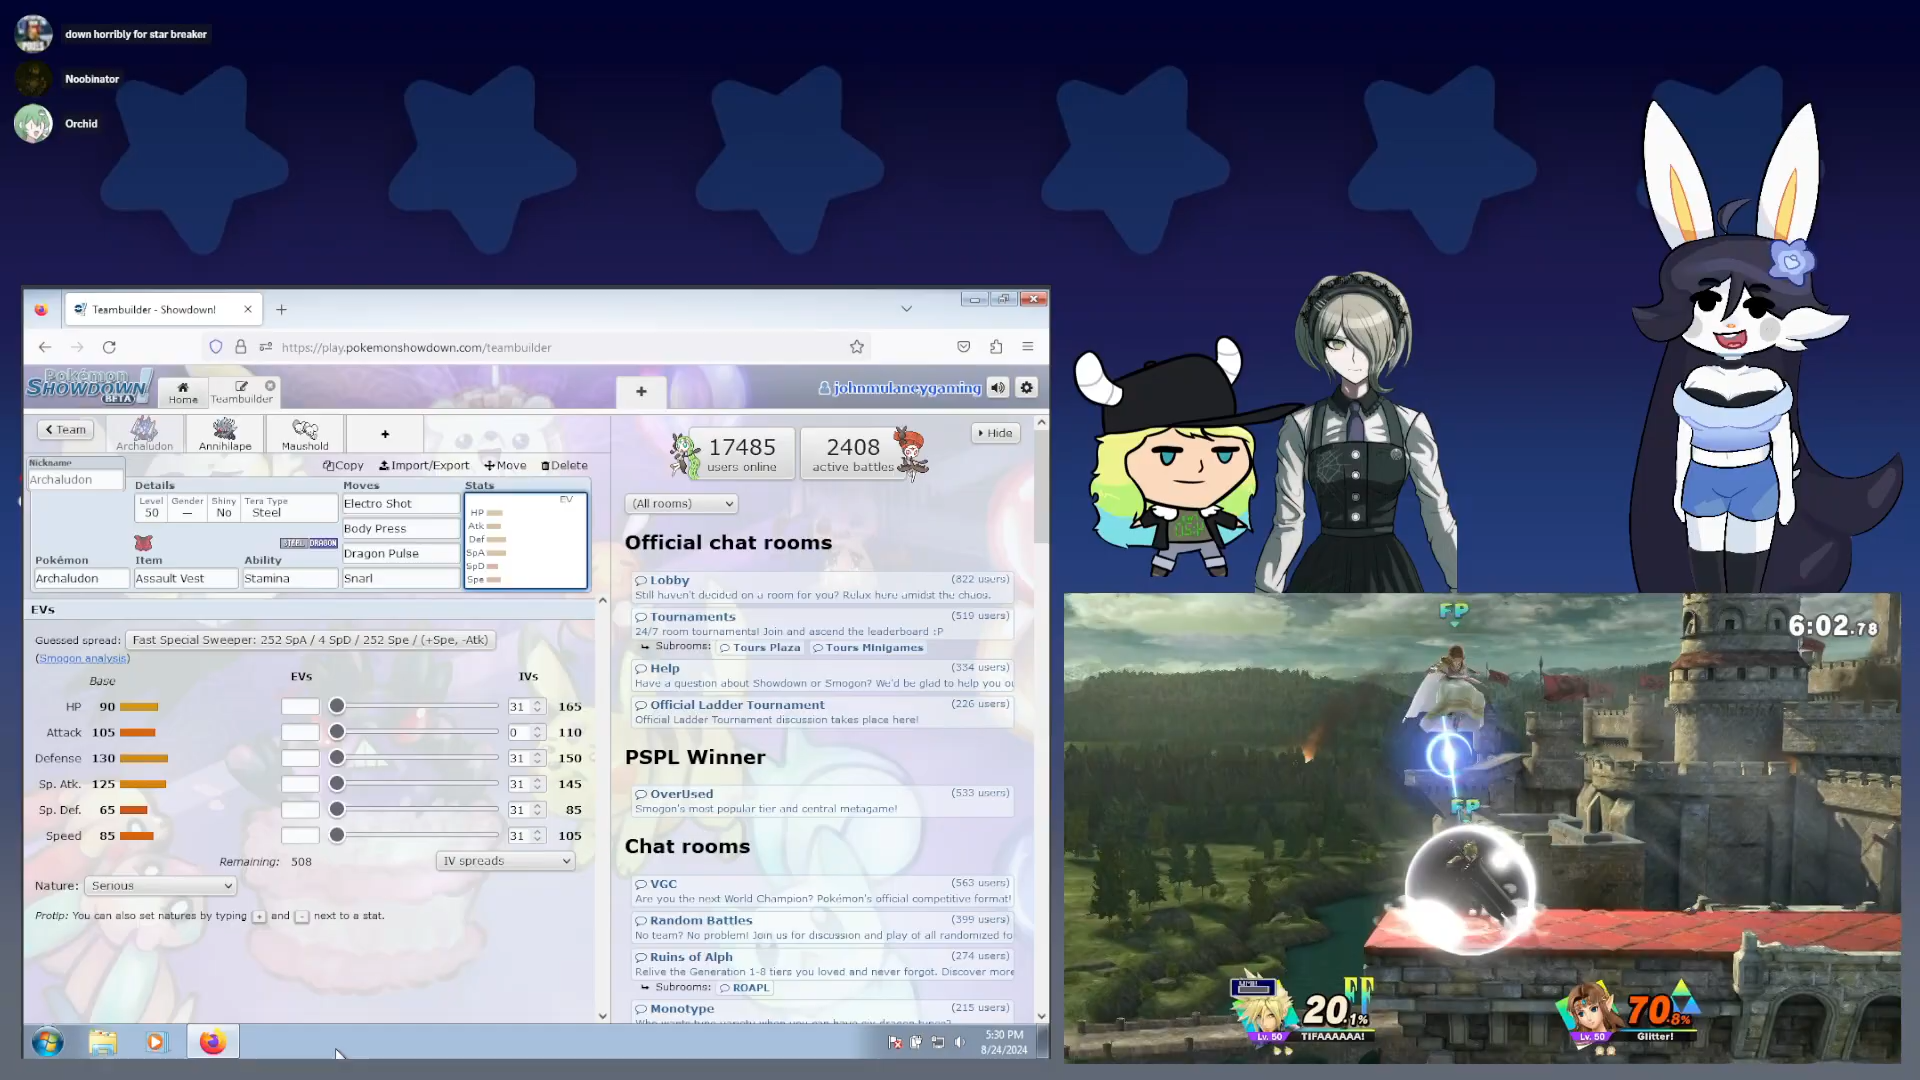 down horribly for star breaker
Noobinator
Orchid
Teambuilder - Showdown!
https://play.pokemonshowdown.com/teambuilder
Pokémon
SHOWDOWN!
BETA
Home
Teambuilder
johnmulaneygaming
Team
Archaludon
Annihilape
Maushold
Copy
Import/Export
Move
Delete
Nickname
Archaludon
Details
Level
50
Gender
—
Shiny
No
Tera Type
Steel
STEEL DRAGON
Pokémon
Archaludon
Item
Assault Vest
Ability
Stamina
Moves
Electro Shot
Body Press
Dragon Pulse
Snarl
Stats
EV
HP
Atk
Def
SpA
SpD
Spe
EVs
Guessed spread: Fast Special Sweeper: 252 SpA / 4 SpD / 252 Spe / (+Spe, -Atk)
(Smogon analysis)
Base EVs IVs
HP 90 31 165
Attack 105 0 110
Defense 130 31 150
Sp. Atk. 125 31 145
Sp. Def. 65 31 85
Speed 85 31 105
Remaining: 508
IV spreads
Nature: Serious
Protip: You can also set natures by typing + and - next to a stat.
17485
users online
2408
active battles
Hide
(All rooms)
Official chat rooms
Lobby (822 users)
Still haven't decided on a room for you? Relax here amidst the chaos.
Tournaments (519 users)
24/7 room tournaments! Join and ascend the leaderboard :P
Subrooms: Tours Plaza Tours Minigames
Help (334 users)
Have a question about Showdown or Smogon? We'd be glad to help you ou
Official Ladder Tournament (226 users)
Official Ladder Tournament discussion takes place here!
PSPL Winner
OverUsed (533 users)
Smogon's most popular tier and central metagame!
Chat rooms
VGC (563 users)
Are you the next World Champion? Pokémon's official competitive format!
Random Battles (399 users)
No team? No problem! Join us for discussion and play of all randomized fo
Ruins of Alph (274 users)
Relive the Generation 1-8 tiers you loved and never forgot. Discover more
Subrooms: ROAPL
Monotype (215 users)
5:30 PM
8/24/2024
FP
6:02.78
FP
20.1%
Lv. 50
TIFAAAAAA!
70.8%
Lv. 50
Glitter!